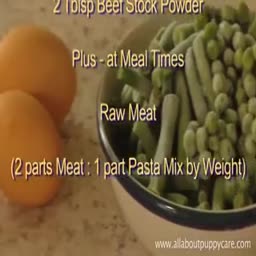 2 Tblsp Beef Stock Powder
Plus - at Meal Times
Raw Meat
(2 parts Meat : 1 part Pasta Mix by Weight)
www.allaboutpuppycare.com